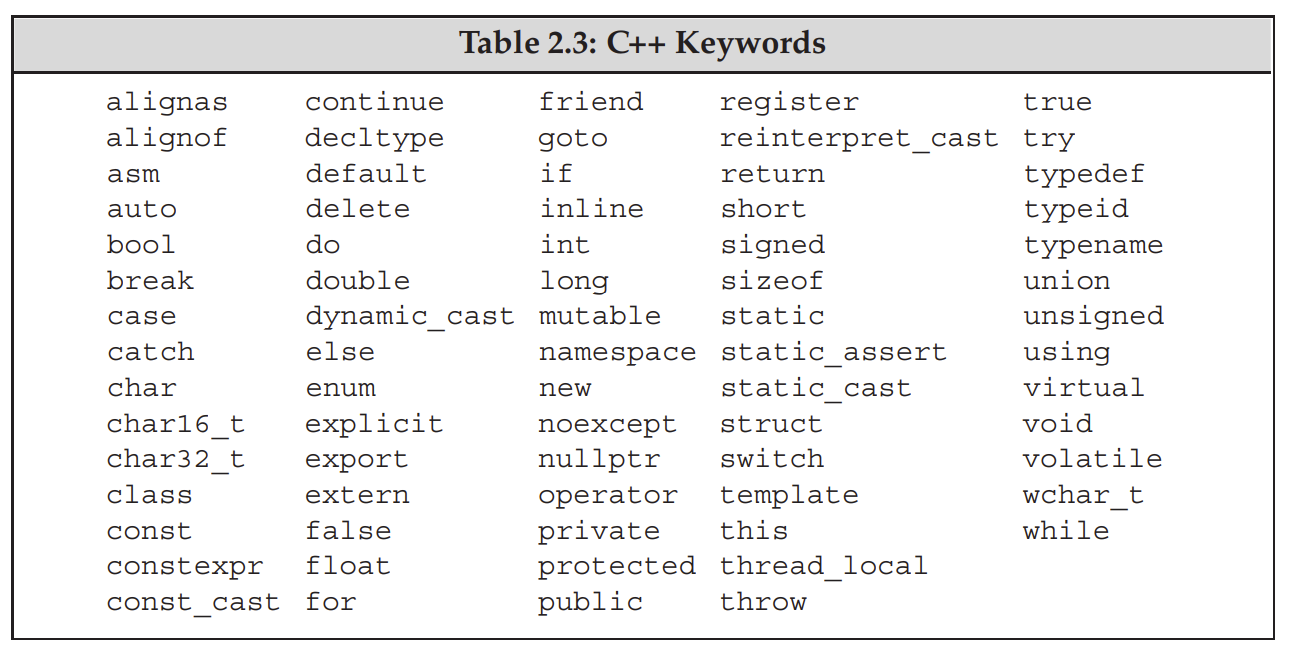 Table 2.3: C++ Keywords
alignas continue friend register true
alignof decltype goto reinterpret_cast try
asm default if return typedef
auto delete inline short typeid
bool do int signed typename
break double long sizeof union
case dynamic_cast mutable static unsigned
catch else namespace static_assert using
char enum new static_cast virtual
char16_t explicit noexcept struct void
char32_t export nullptr switch volatile
class extern operator template wchar_t
const false private this while
constexpr float protected thread_local
const_cast for public throw